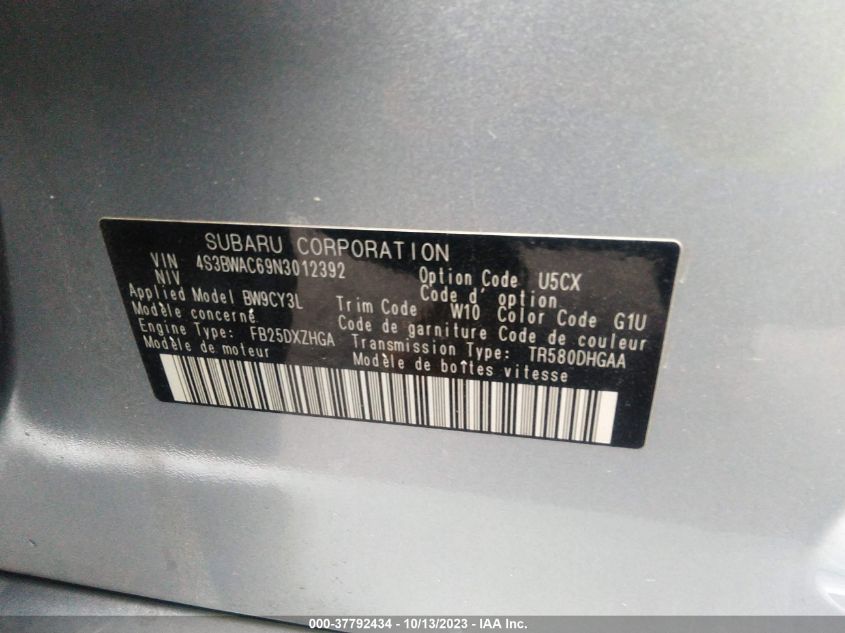 SUBARU CORPORATION
VIN 4S3BWAC69N3012392 Option Code U5CX
NIV Code d' option
Applied Model BW9CY3L Trim Code W10 Color Code G1U
Modèle concerné Code de garniture Code de couleur
Engine Type: FB25DXZHGA Transmission Type: TR580DHGAA
Modèle de moteur Modèle de boîtes vitesse
000-37792434 - 10/13/2023 - IAA Inc.